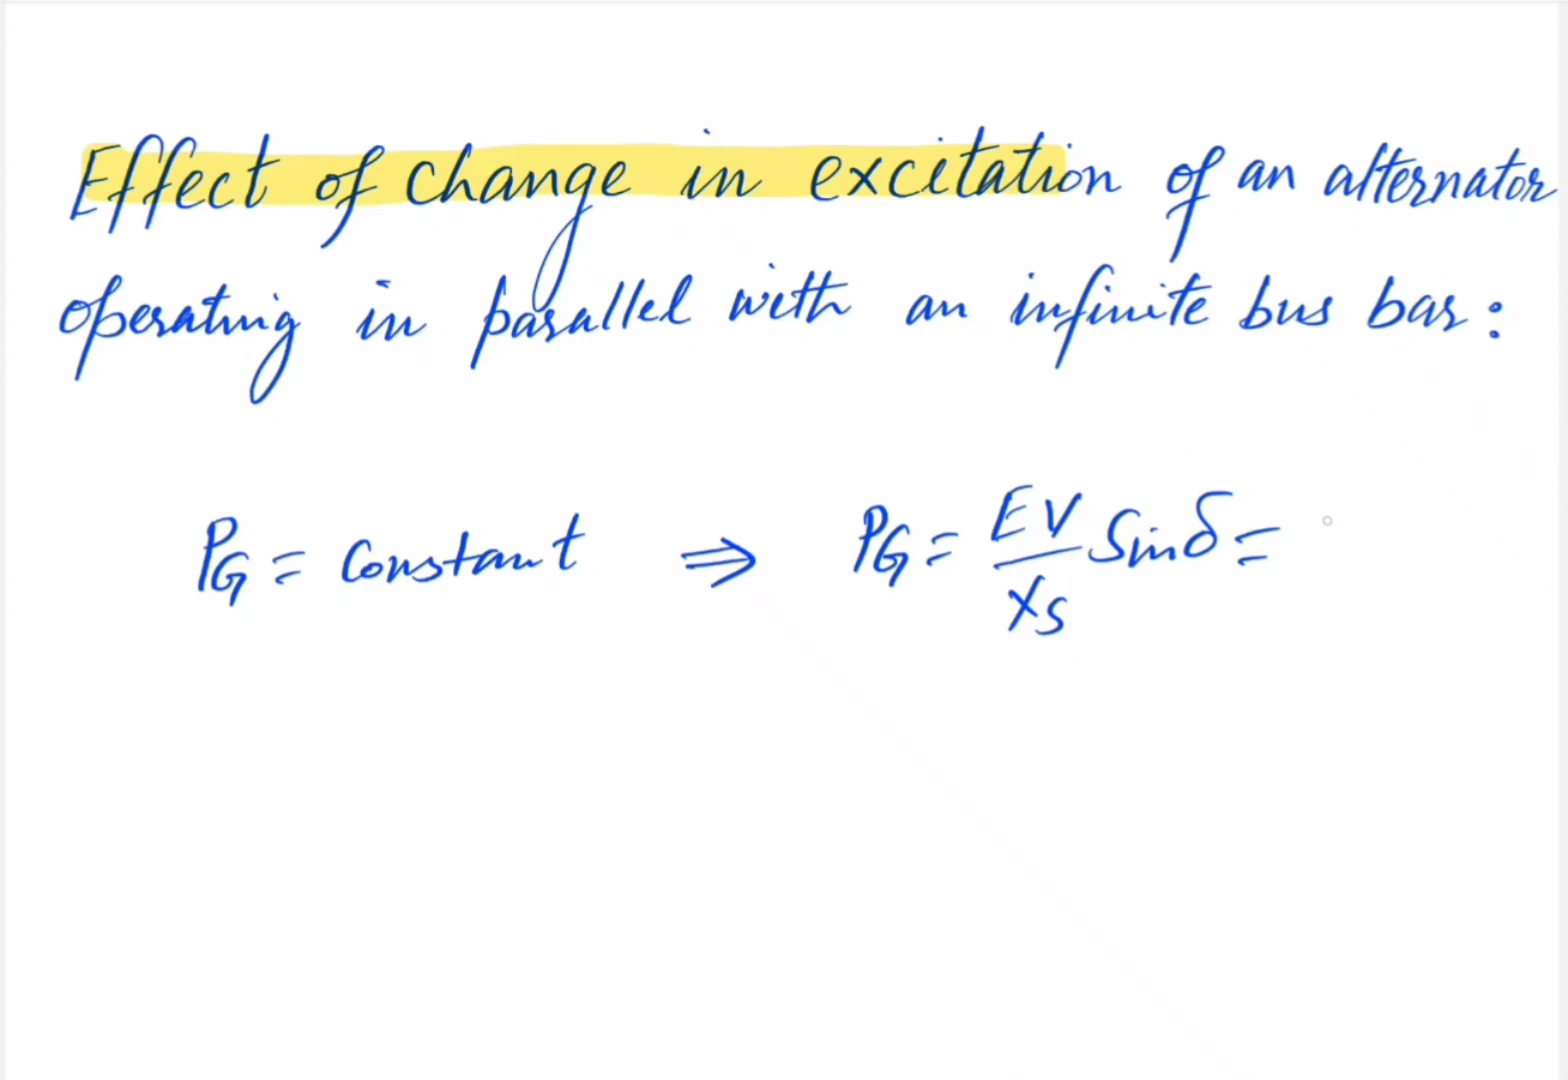 Effect of change in excitation of an alternator
operating in parallel with an infinite bus bar:
PG = Constant ⇒ PG = EV/XS Sinδ =